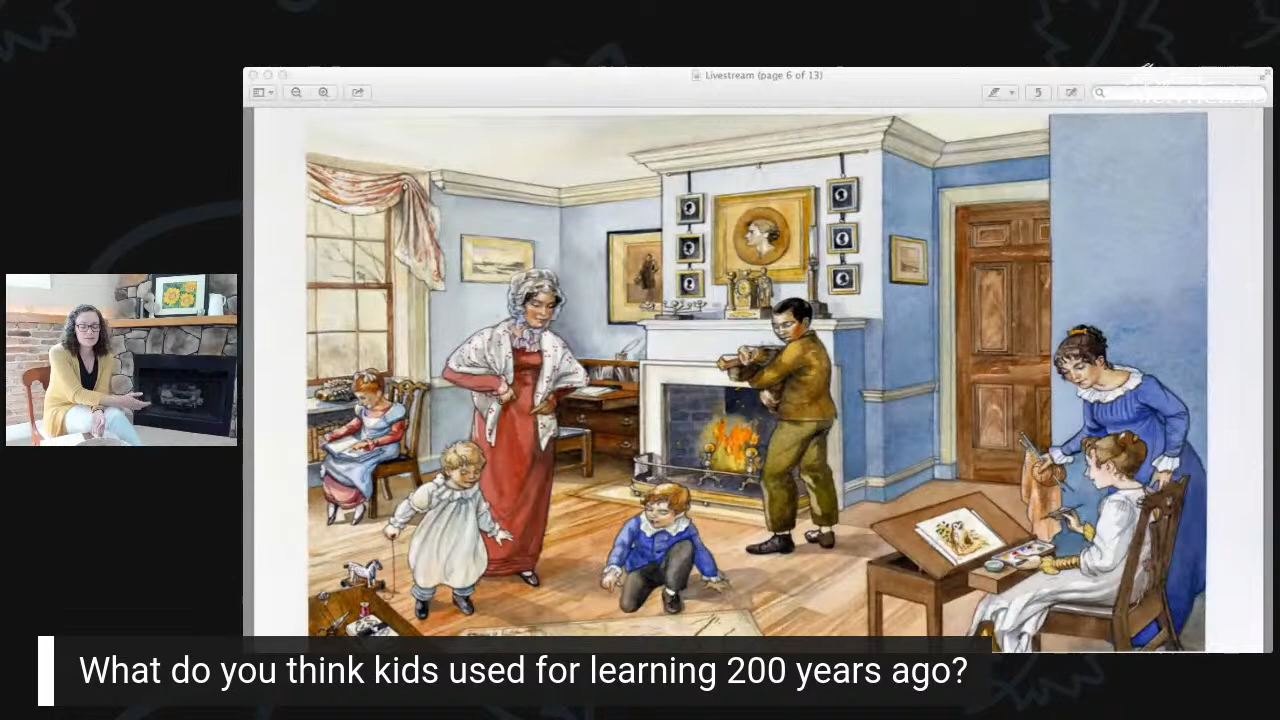 Livestream (page 6 of 13)
What do you think kids used for learning 200 years ago?